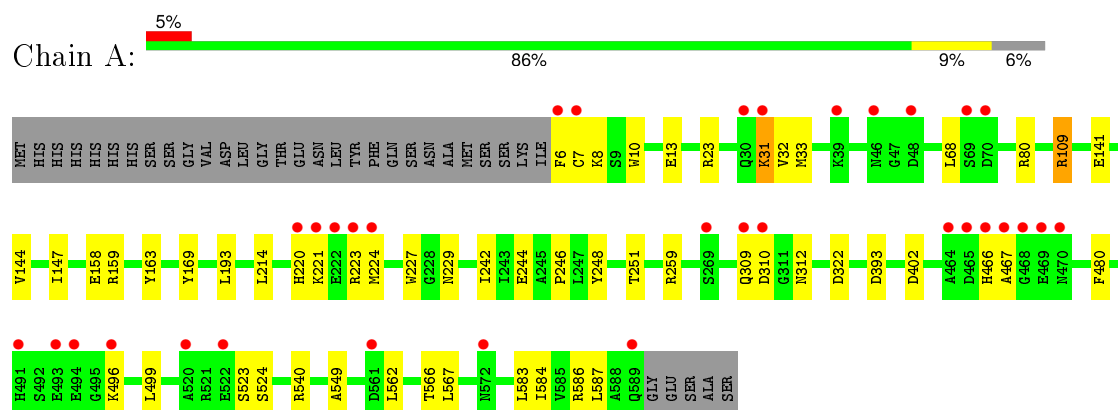 5%
Chain A:
86% 9% 6%
MET HIS HIS HIS HIS HIS HIS SER SER GLY VAL ASP LEU GLY THR GLU ASN LEU TYR PHE GLN SER ASN ALA MET SER SER LYS ILE F6 C7 K8 S9 W10 E13 R23 Q30 K31 V32 M33 K39 N46 G47 D48 L68 S69 D70 R80 R109 E141
V144 I147 E158 R159 Y163 Y169 L193 L214 H220 K221 E222 R223 M224 W227 G228 N229 I242 I243 E244 A245 P246 L247 Y248 T251 R259 S269 Q309 D310 G311 N312 D322 D393 D402 A464 D465 H466 A467 G468 E469 N470 F480
H491 S492 E493 E494 G495 K496 L499 A520 R521 E522 S523 S524 R540 A549 D561 L562 T566 L567 N572 L583 I584 V585 R586 L587 A588 Q589 GLY GLU SER ALA SER